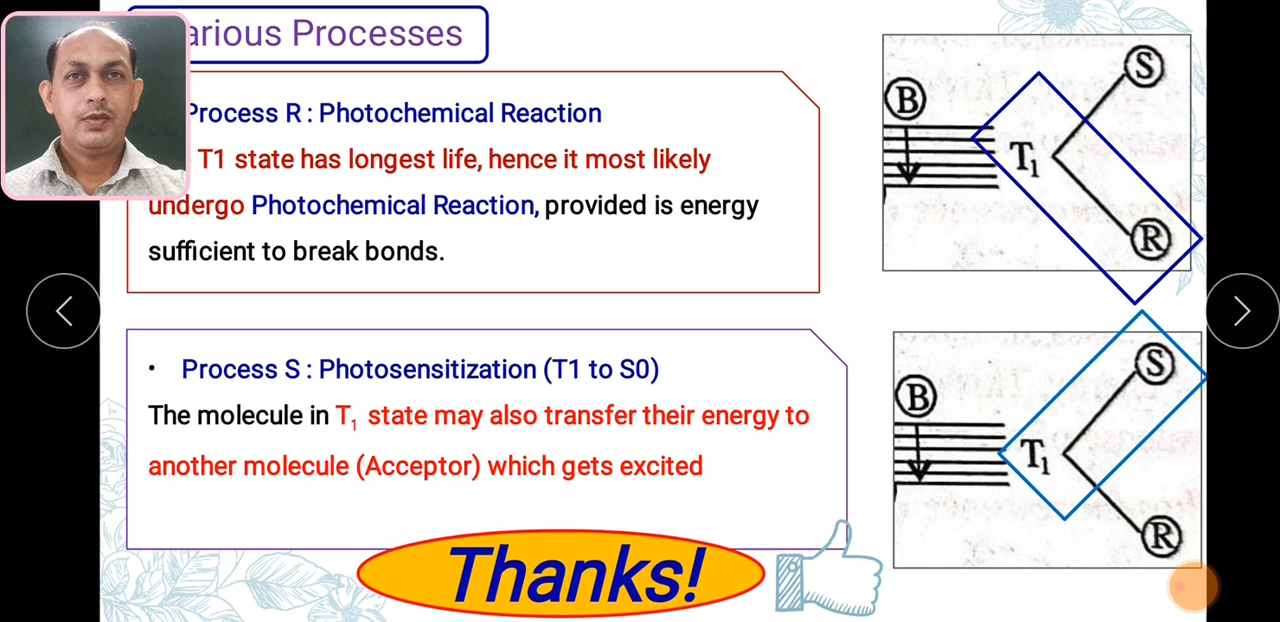 arious Processes
Process R : Photochemical Reaction
T1 state has longest life, hence it most likely
undergo Photochemical Reaction, provided is energy
sufficient to break bonds.
B
S
T1
R
• Process S : Photosensitization (T1 to S0)
The molecule in T1 state may also transfer their energy to
another molecule (Acceptor) which gets excited
B
S
T1
R
Thanks!